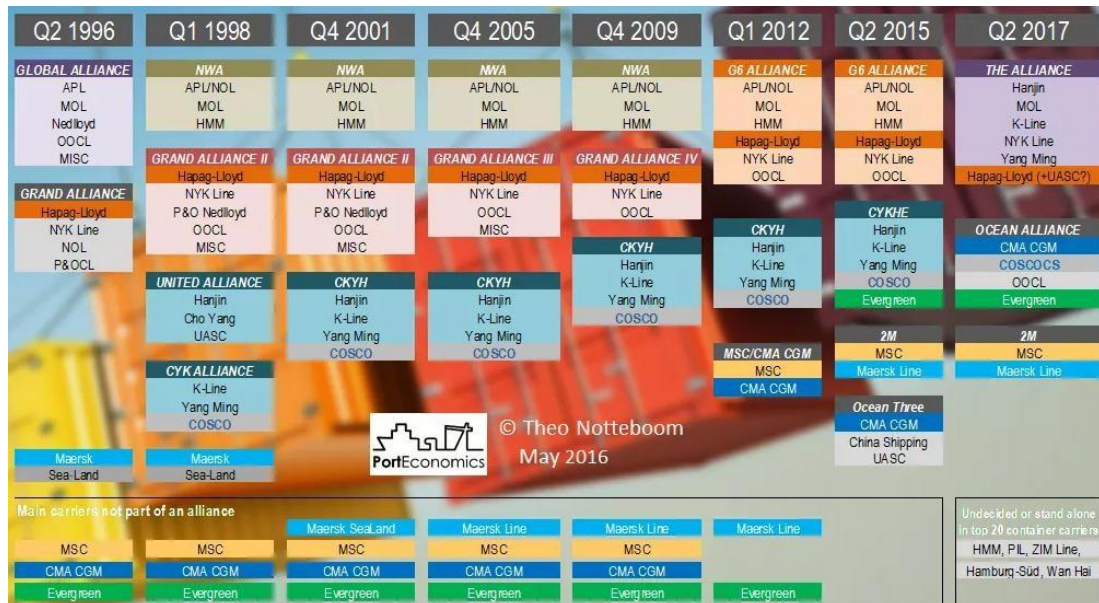 Q2 1996
Q1 1998
Q4 2001
Q4 2005
Q4 2009
Q1 2012
Q2 2015
Q2 2017
GLOBAL ALLIANCE
APL
MOL
Nedlloyd
OOCL
MISC
GRAND ALLIANCE
Hapag-Lloyd
NYK Line
NOL
P&OCL
Maersk
Sea-Land
NWA
APL/NOL
MOL
HMM
GRAND ALLIANCE II
Hapag-Lloyd
NYK Line
P&O Nedlloyd
OOCL
MISC
UNITED ALLIANCE
Hanjin
Cho Yang
UASC
CYK ALLIANCE
K-Line
Yang Ming
COSCO
Maersk
Sea-Land
NWA
APL/NOL
MOL
HMM
GRAND ALLIANCE II
Hapag-Lloyd
NYK Line
P&O Nedlloyd
OOCL
MISC
CKYH
Hanjin
K-Line
Yang Ming
COSCO
NWA
APL/NOL
MOL
HMM
GRAND ALLIANCE III
Hapag-Lloyd
NYK Line
OOCL
MISC
CKYH
Hanjin
K-Line
Yang Ming
COSCO
NWA
APL/NOL
MOL
HMM
GRAND ALLIANCE IV
Hapag-Lloyd
NYK Line
OOCL
CKYH
Hanjin
K-Line
Yang Ming
COSCO
G6 ALLIANCE
APL/NOL
MOL
HMM
Hapag-Lloyd
NYK Line
OOCL
CKYH
Hanjin
K-Line
Yang Ming
COSCO
MSC/CMA CGM
MSC
CMA CGM
G6 ALLIANCE
APL/NOL
MOL
HMM
Hapag-Lloyd
NYK Line
OOCL
CYKHE
Hanjin
K-Line
Yang Ming
COSCO
Evergreen
2M
MSC
Maersk Line
Ocean Three
CMA CGM
China Shipping
UASC
THE ALLIANCE
Hanjin
MOL
K-Line
NYK Line
Yang Ming
Hapag-Lloyd (+UASC?)
OCEAN ALLIANCE
CMA CGM
COSCOCS
OOCL
Evergreen
2M
MSC
Maersk Line
PortEconomics
© Theo Notteboom
May 2016
Main carriers not part of an alliance
Maersk SeaLand
Maersk Line
Maersk Line
Maersk Line
MSC
MSC
MSC
MSC
MSC
CMA CGM
CMA CGM
CMA CGM
CMA CGM
CMA CGM
Evergreen
Evergreen
Evergreen
Evergreen
Evergreen
Evergreen
Undecided or stand alone
in top 20 container carriers
HMM, PIL, ZIM Line,
Hamburg-Süd, Wan Hai